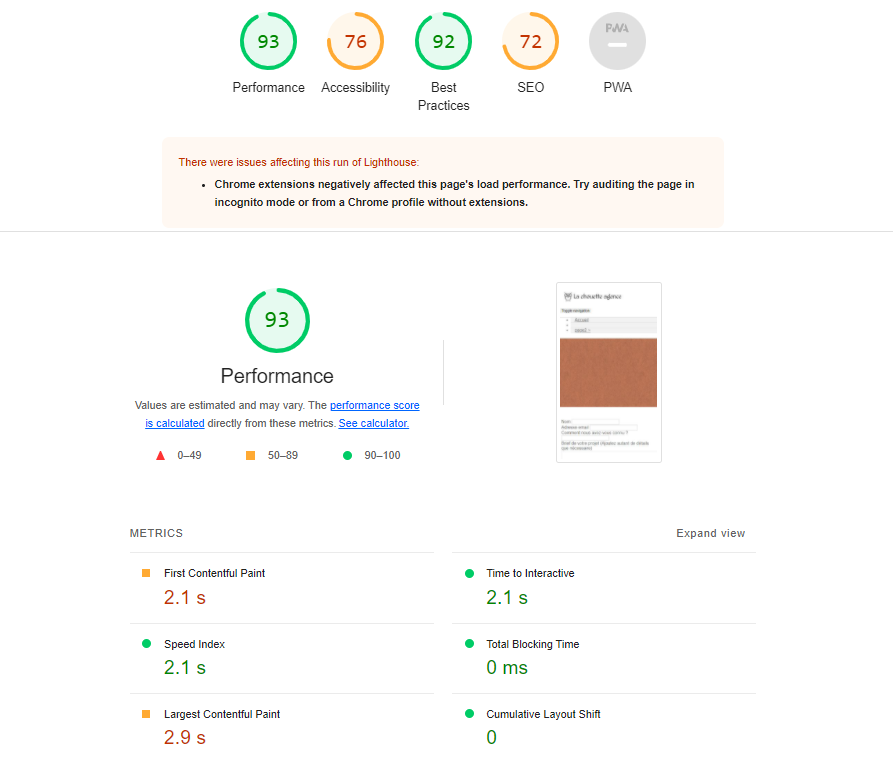 93
76
92
72
PWA
Performance
Accessibility
Best
Practices
SEO
PWA
There were issues affecting this run of Lighthouse:
• Chrome extensions negatively affected this page's load performance. Try auditing the page in
incognito mode or from a Chrome profile without extensions.
93
Performance
Values are estimated and may vary. The performance score
is calculated directly from these metrics. See calculator.
0–49
50–89
90–100
La chouette agence
Toggle navigation
Accueil
page2
Nom
Adresse email
Comment nous avez-vous connu ?
METRICS
Expand view
First Contentful Paint
2.1 s
Time to Interactive
2.1 s
Speed Index
2.1 s
Total Blocking Time
0 ms
Largest Contentful Paint
2.9 s
Cumulative Layout Shift
0